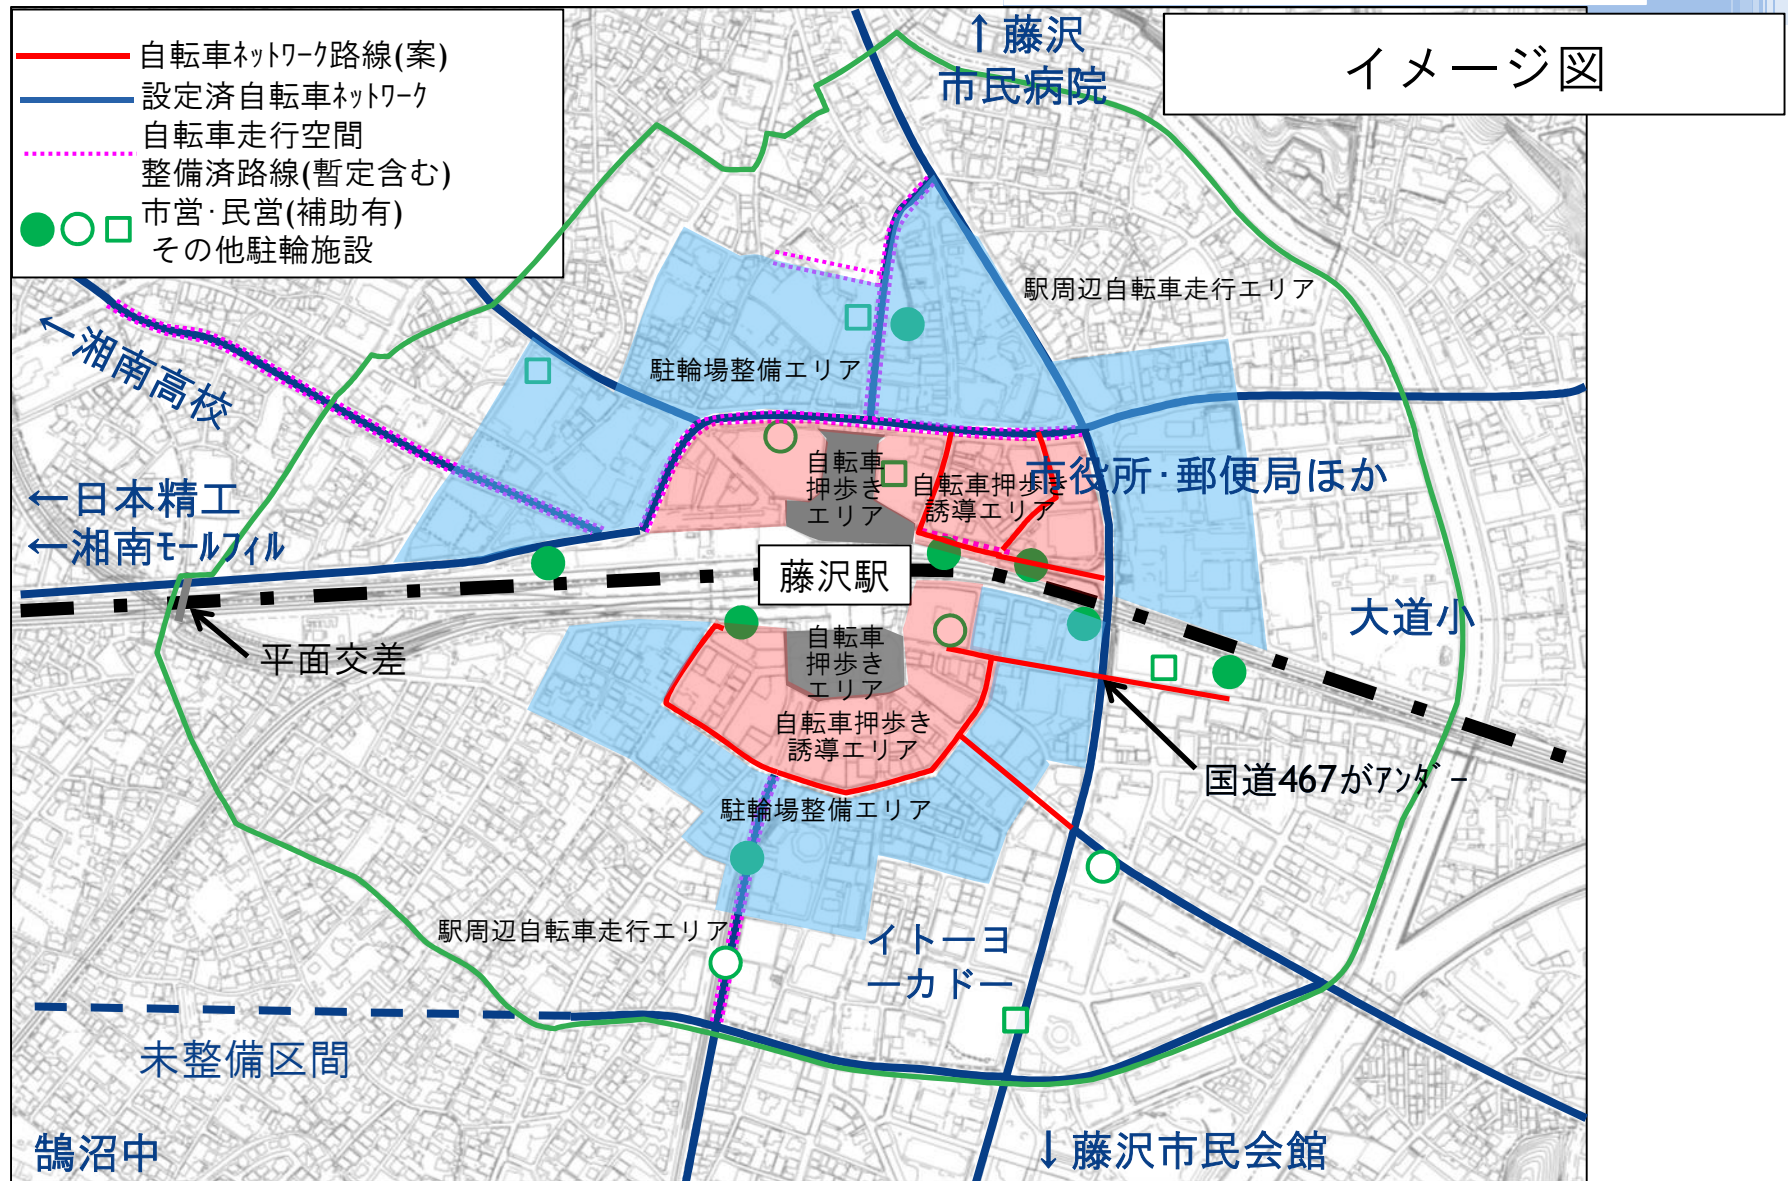 イメージ図
自転車ﾈｯﾄﾜｰｸ路線(案)
設定済自転車ﾈｯﾄﾜｰｸ
自転車走行空間
整備済路線(暫定含む)
市営･民営(補助有)
その他駐輪施設
↑藤沢
市民病院
駅周辺自転車走行エリア
←湘南高校
駐輪場整備エリア
自転車
押歩き
エリア
自転車押歩き
誘導エリア
市役所･郵便局ほか
←日本精工
←湘南ﾓｰﾙﾌｨﾙ
藤沢駅
大道小
平面交差
自転車
押歩き
エリア
自転車押歩き
誘導エリア
国道467がｱﾝﾀﾞｰ
駐輪場整備エリア
駅周辺自転車走行エリア
イトーヨ
ーカドー
未整備区間
鵠沼中
↓藤沢市民会館